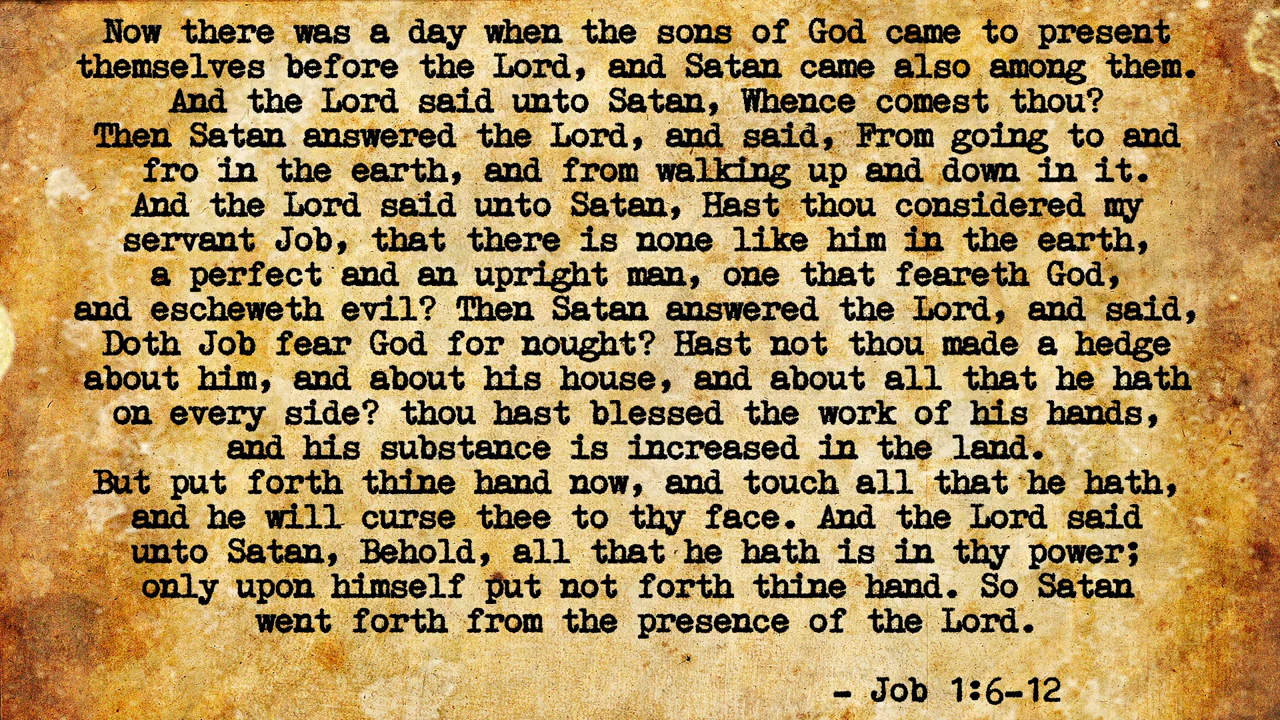 Now there was a day when the sons of God came to present
themselves before the Lord, and Satan came also among them.
And the Lord said unto Satan, Whence comest thou?
Then Satan answered the Lord, and said, From going to and
fro in the earth, and from walking up and down in it.
And the Lord said unto Satan, Hast thou considered my
servant Job, that there is none like him in the earth,
a perfect and an upright man, one that feareth God,
and escheweth evil? Then Satan answered the Lord, and said,
Doth Job fear God for nought? Hast not thou made a hedge
about him, and about his house, and about all that he hath
on every side? thou hast blessed the work of his hands,
and his substance is increased in the land.
But put forth thine hand now, and touch all that he hath,
and he will curse thee to thy face. And the Lord said
unto Satan, Behold, all that he hath is in thy power;
only upon himself put not forth thine hand. So Satan
went forth from the presence of the Lord.
- Job 1:6-12